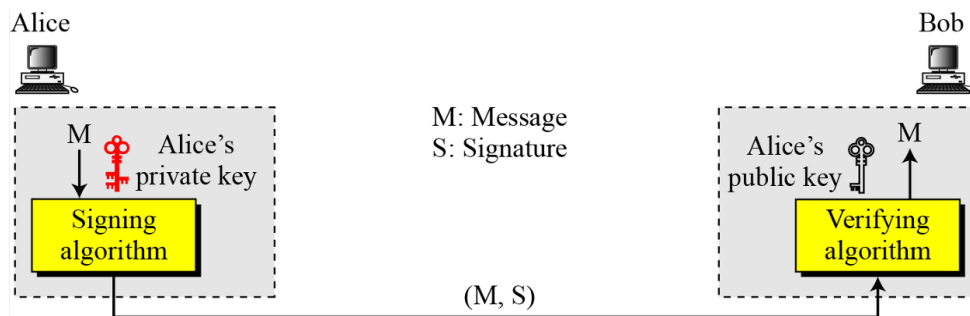 Alice
Bob
M
Alice's
private key
M: Message
S: Signature
Alice's
public key
M
Signing
algorithm
Verifying
algorithm
(M, S)